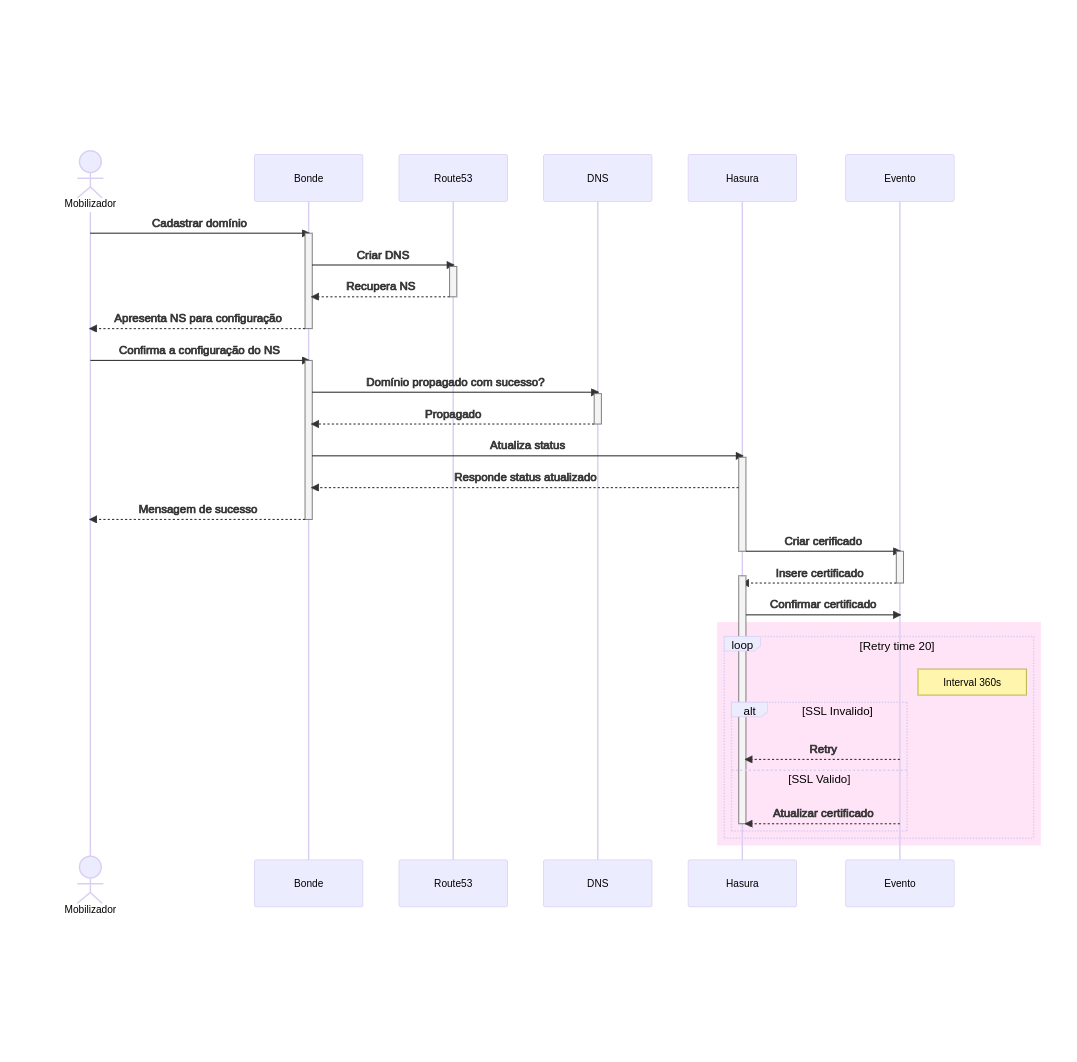 Mobilizador
Bonde
Route53
DNS
Hasura
Evento
Cadastrar domínio
Criar DNS
Recupera NS
Apresenta NS para configuração
Confirma a configuração do NS
Domínio propagado com sucesso?
Propagado
Atualiza status
Responde status atualizado
Mensagem de sucesso
Criar cerificado
Insere certificado
Confirmar certificado
loop
[Retry time 20]
Interval 360s
alt
[SSL Invalido]
Retry
[SSL Valido]
Atualizar certificado
Mobilizador
Bonde
Route53
DNS
Hasura
Evento